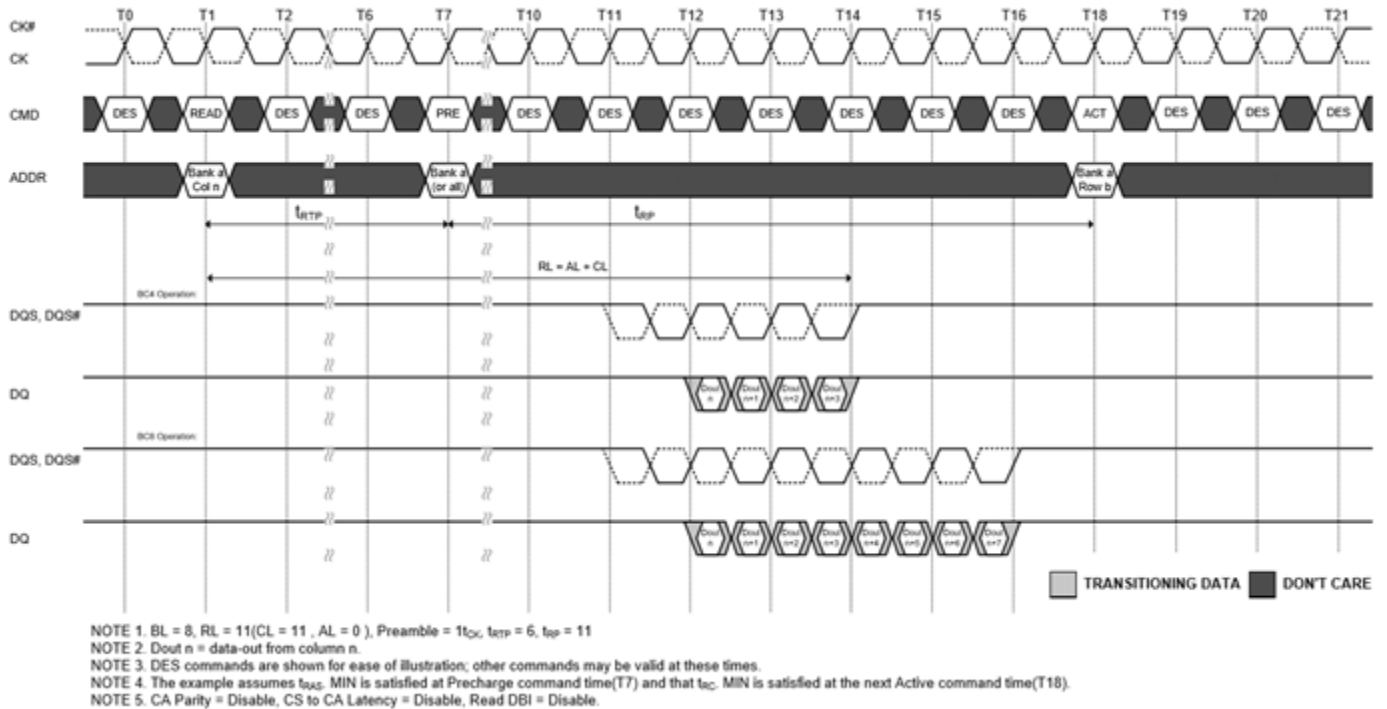 T0 T1 T2 T6 T7 T10 T11 T12 T13 T14 T15 T16 T18 T19 T20 T21
CK#
CK
CMD DES READ DES DES PRE DES DES DES DES DES DES DES ACT DES DES DES
ADDR Bank a Col n Bank a (or all) Bank a Row b
tRTP tRP
RL = AL + CL
BC4 Operation:
DQS, DQS#
DQ Dout n Dout n+1 Dout n+2 Dout n+3
BC8 Operation:
DQS, DQS#
DQ Dout n Dout n+1 Dout n+2 Dout n+3 Dout n+4 Dout n+5 Dout n+6 Dout n+7
TRANSITIONING DATA DON'T CARE
NOTE 1. BL = 8, RL = 11(CL = 11 , AL = 0 ), Preamble = 1tCK, tRTP = 6, tRP = 11
NOTE 2. Dout n = data-out from column n.
NOTE 3. DES commands are shown for ease of illustration; other commands may be valid at these times.
NOTE 4. The example assumes tRAS. MIN is satisfied at Precharge command time(T7) and that tRC. MIN is satisfied at the next Active command time(T18).
NOTE 5. CA Parity = Disable, CS to CA Latency = Disable, Read DBI = Disable.